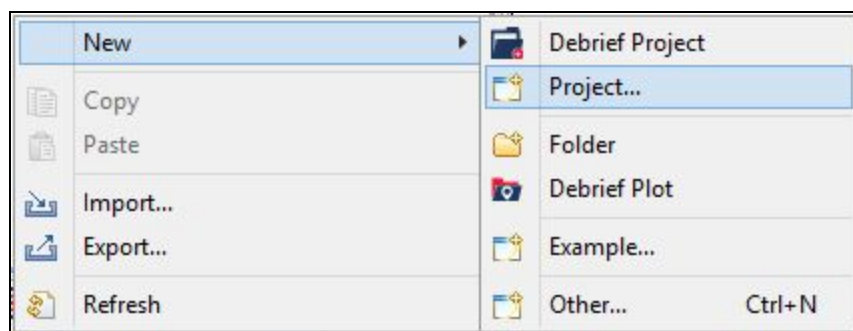 New
Copy
Paste
Import...
Export...
Refresh
Debrief Project
Project...
Folder
Debrief Plot
Example...
Other... Ctrl+N